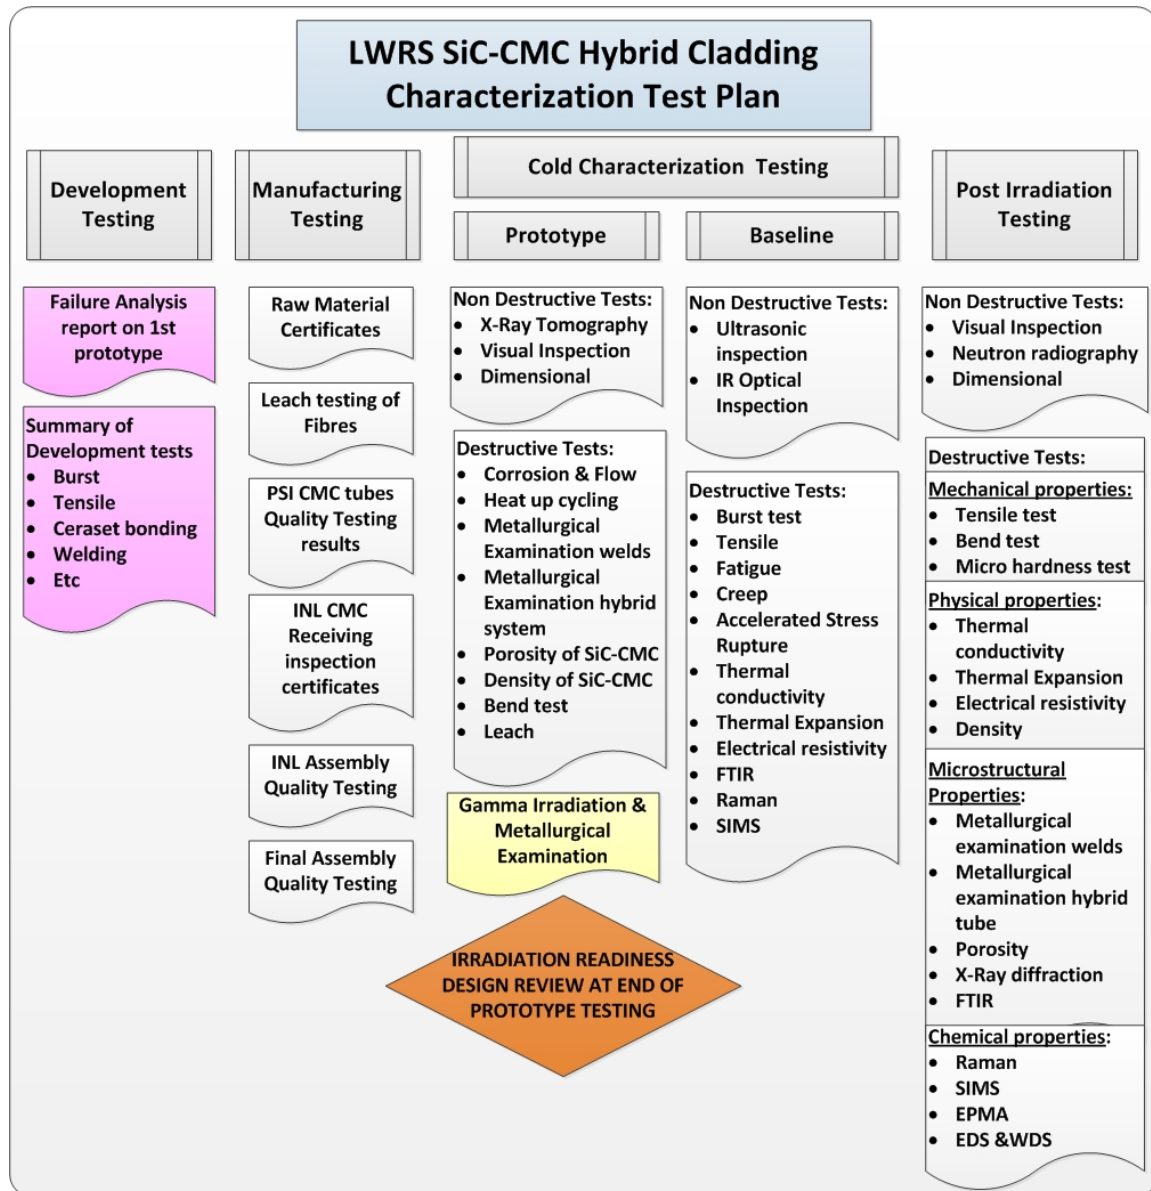 LWRS SiC-CMC Hybrid Cladding
Characterization Test Plan
Development
Testing
Failure Analysis
report on 1st
prototype
Summary of
Development tests
• Burst
• Tensile
• Ceraset bonding
• Welding
• Etc
Manufacturing
Testing
Raw Material
Certificates
Leach testing of
Fibres
PSI CMC tubes
Quality Testing
results
INL CMC
Receiving
inspection
certificates
INL Assembly
Quality Testing
Final Assembly
Quality Testing
Cold Characterization Testing
Prototype
Non Destructive Tests:
• X-Ray Tomography
• Visual Inspection
• Dimensional
Destructive Tests:
• Corrosion & Flow
• Heat up cycling
• Metallurgical
Examination welds
• Metallurgical
Examination hybrid
system
• Porosity of SiC-CMC
• Density of SiC-CMC
• Bend test
• Leach
Gamma Irradiation &
Metallurgical
Examination
IRRADIATION READINESS
DESIGN REVIEW AT END OF
PROTOTYPE TESTING
Baseline
Non Destructive Tests:
• Ultrasonic
inspection
• IR Optical
Inspection
Destructive Tests:
• Burst test
• Tensile
• Fatigue
• Creep
• Accelerated Stress
Rupture
• Thermal
conductivity
• Thermal Expansion
• Electrical resistivity
• FTIR
• Raman
• SIMS
Post Irradiation
Testing
Non Destructive Tests:
• Visual Inspection
• Neutron radiography
• Dimensional
Destructive Tests:
Mechanical properties:
• Tensile test
• Bend test
• Micro hardness test
Physical properties:
• Thermal
conductivity
• Thermal Expansion
• Electrical resistivity
• Density
Microstructural
Properties:
• Metallurgical
examination welds
• Metallurgical
examination hybrid
tube
• Porosity
• X-Ray diffraction
• FTIR
Chemical properties:
• Raman
• SIMS
• EPMA
• EDS &WDS